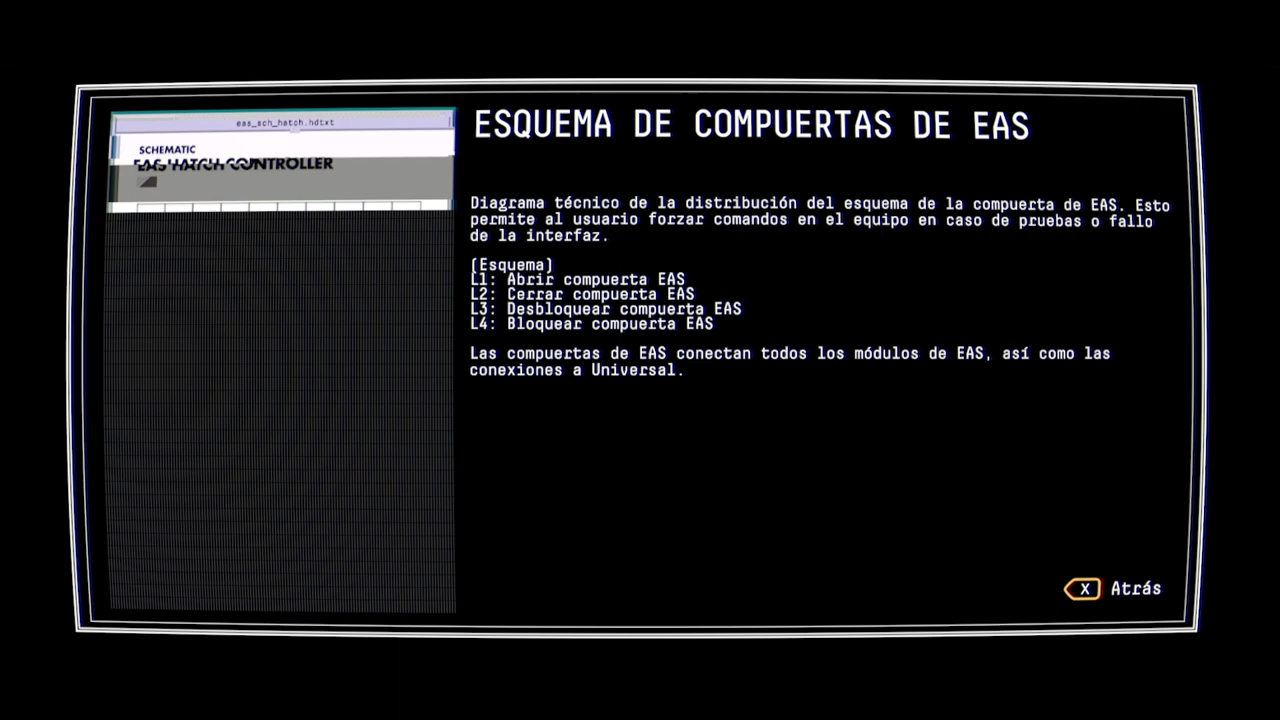 eas_sch_hatch.hdtxt
SCHEMATIC
EAS HATCH CONTROLLER
ESQUEMA DE COMPUERTAS DE EAS
Diagrama técnico de la distribución del esquema de la compuerta de EAS. Esto
permite al usuario forzar comandos en el equipo en caso de pruebas o fallo
de la interfaz.
(Esquema)
L1: Abrir compuerta EAS
L2: Cerrar compuerta EAS
L3: Desbloquear compuerta EAS
L4: Bloquear compuerta EAS
Las compuertas de EAS conectan todos los módulos de EAS, así como las
conexiones a Universal.
X Atrás